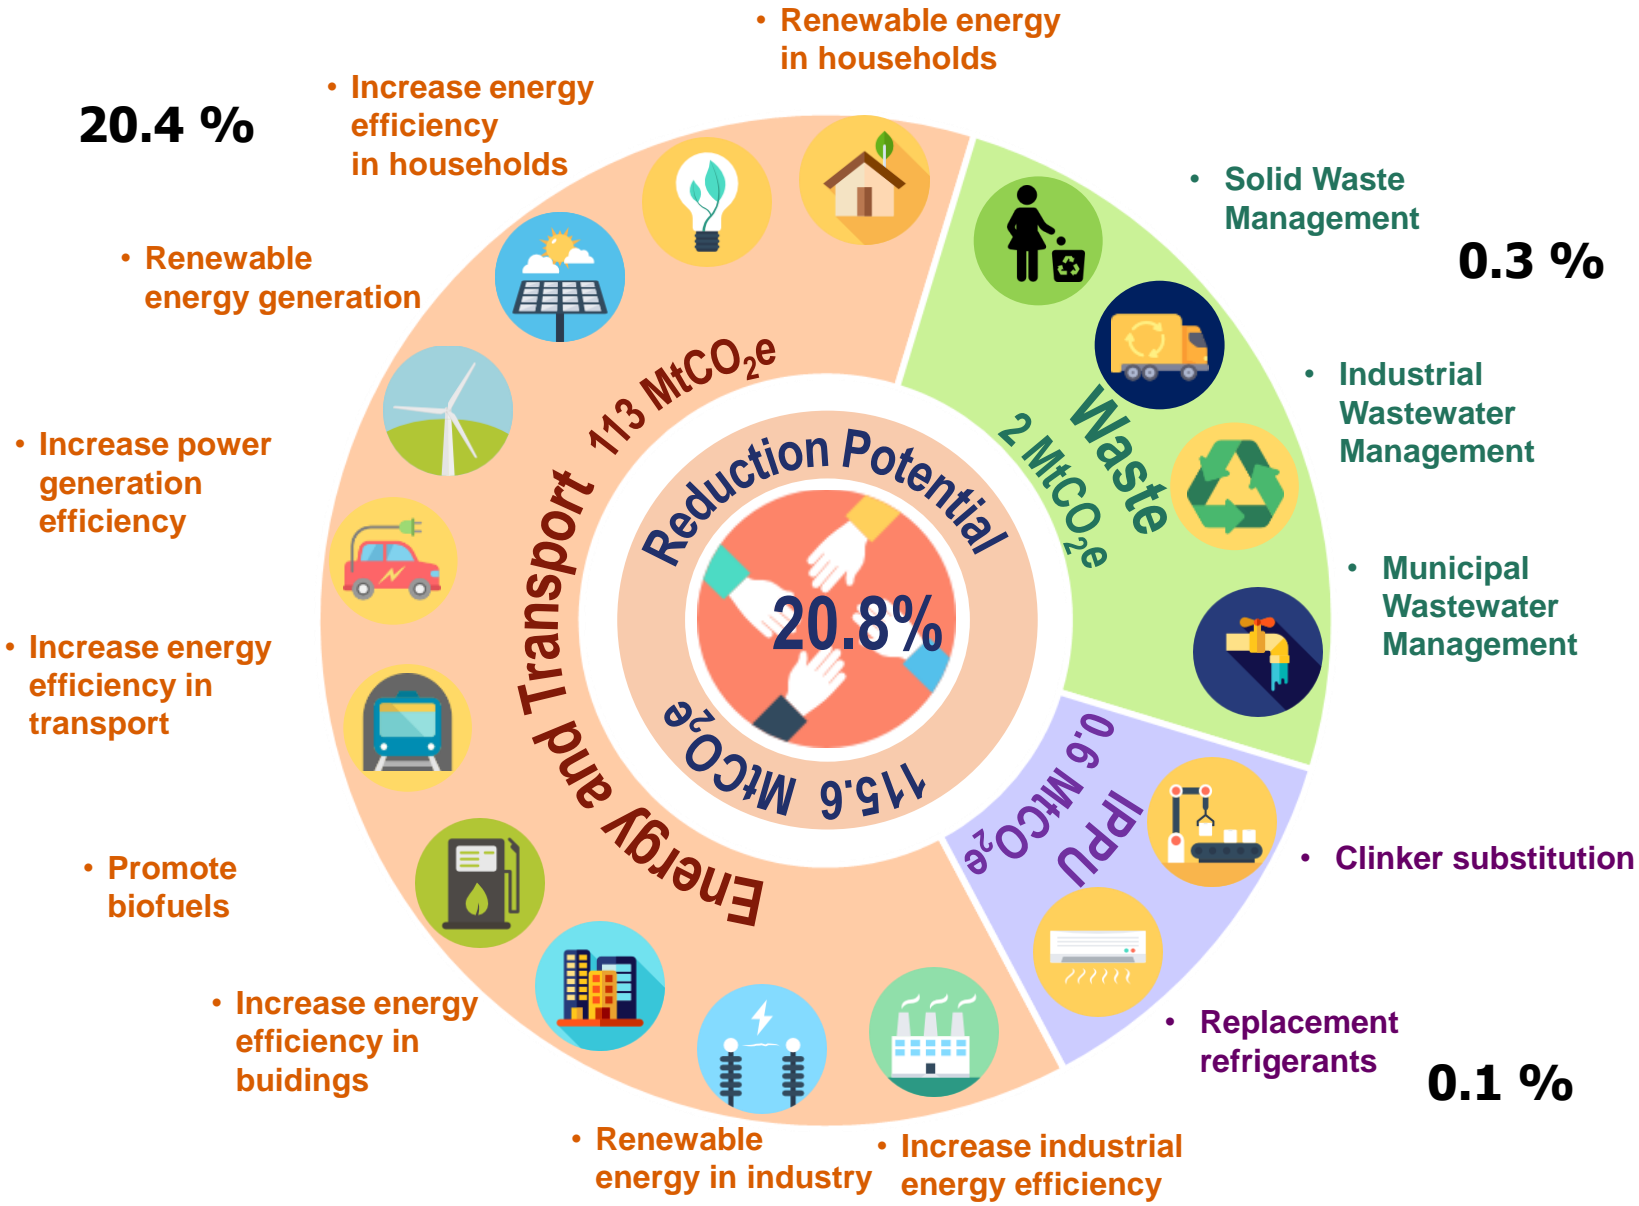 • Renewable energy
in households
• Increase energy
efficiency
in households
20.4 %
• Renewable
energy generation
• Increase power
generation
efficiency
• Increase energy
efficiency in
transport
• Promote
biofuels
• Increase energy
efficiency in
buidings
• Renewable
energy in industry
• Increase industrial
energy efficiency
Energy and Transport 113 MtCO₂e
Reduction Potential
20.8%
115.6 MtCO₂e
Waste
2 MtCO₂e
• Solid Waste
Management
0.3 %
• Industrial
Wastewater
Management
• Municipal
Wastewater
Management
0.6 MtCO₂e
IPPU
• Clinker substitution
• Replacement
refrigerants
0.1 %